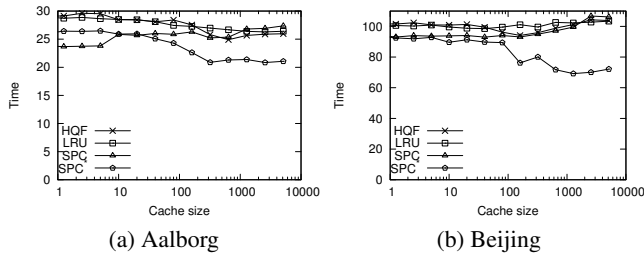 30
25
20
15
10
5
0
Time
HQF
LRU
SPC
SPC
1 10 100 1000 10000
Cache size
(a) Aalborg
100
80
60
40
20
0
Time
HQF
LRU
SPC
SPC
1 10 100 1000 10000
Cache size
(b) Beijing